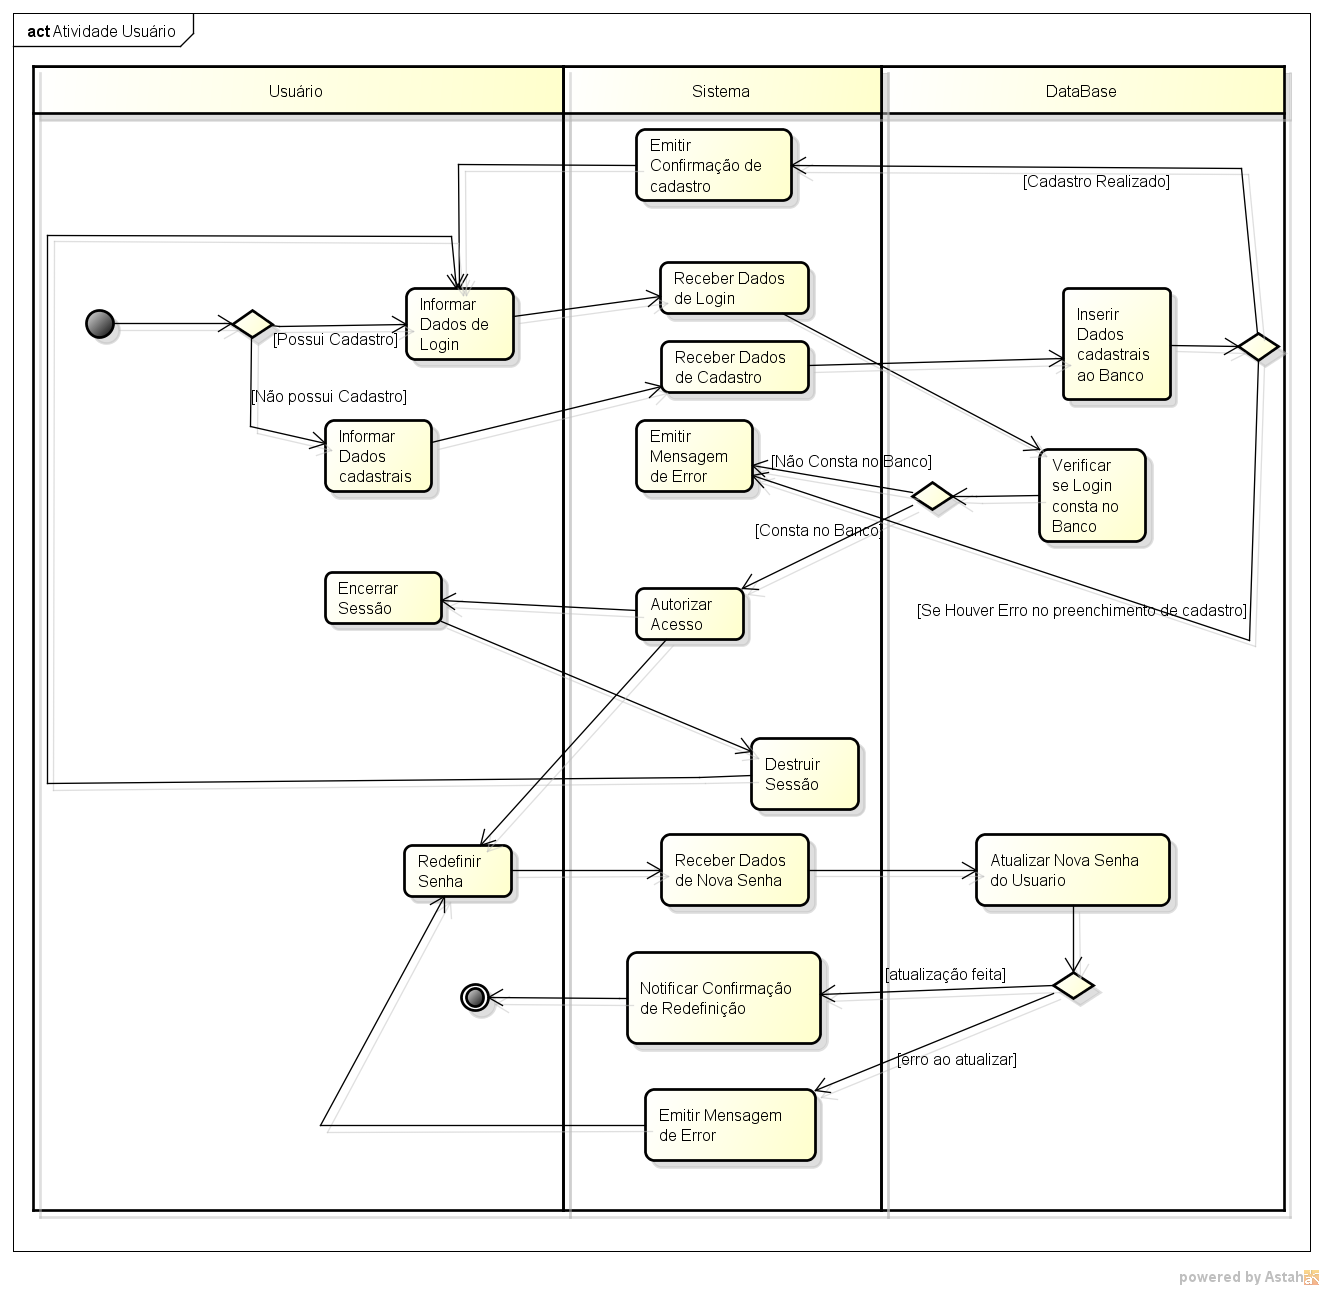 act Atividade Usuário
Usuário
Sistema
DataBase
Emitir
Confirmação de
cadastro
[Cadastro Realizado]
Informar
Dados de
Login
[Possui Cadastro]
Receber Dados
de Login
Inserir
Dados
cadastrais
ao Banco
Receber Dados
de Cadastro
[Não possui Cadastro]
Informar
Dados
cadastrais
Emitir
Mensagem
de Error
[Não Consta no Banco]
Verificar
se Login
consta no
Banco
[Consta no Banco]
Encerrar
Sessão
Autorizar
Acesso
[Se Houver Erro no preenchimento de cadastro]
Destruir
Sessão
Redefinir
Senha
Receber Dados
de Nova Senha
Atualizar Nova Senha
do Usuario
[atualização feita]
Notificar Confirmação
de Redefinição
[erro ao atualizar]
Emitir Mensagem
de Error
powered by Astah